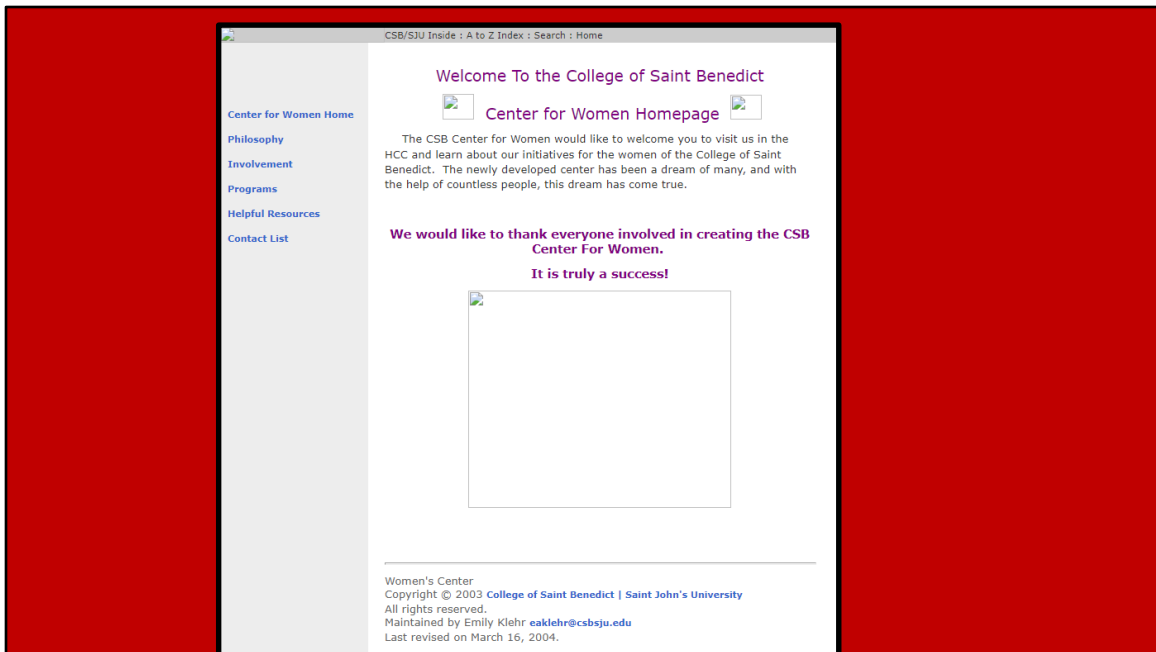 CSB/SJU Inside : A to Z Index : Search : Home
Center for Women Home
Philosophy
Involvement
Programs
Helpful Resources
Contact List
Welcome To the College of Saint Benedict
Center for Women Homepage
The CSB Center for Women would like to welcome you to visit us in the
HCC and learn about our initiatives for the women of the College of Saint
Benedict.  The newly developed center has been a dream of many, and with
the help of countless people, this dream has come true.
We would like to thank everyone involved in creating the CSB
Center For Women.
It is truly a success!
Women's Center
Copyright © 2003 College of Saint Benedict | Saint John's University
All rights reserved.
Maintained by Emily Klehr eaklehr@csbsju.edu
Last revised on March 16, 2004.